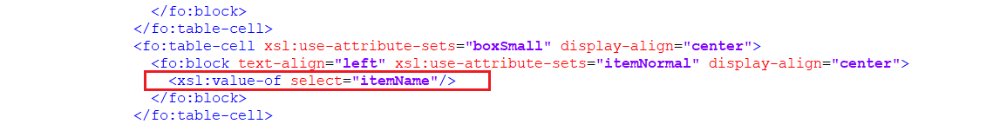 </fo:block>
</fo:table-cell>
<fo:table-cell xsl:use-attribute-sets="boxSmall" display-align="center">
<fo:block text-align="left" xsl:use-attribute-sets="itemNormal" display-align="center">
<xsl:value-of select="itemName"/>
</fo:block>
</fo:table-cell>